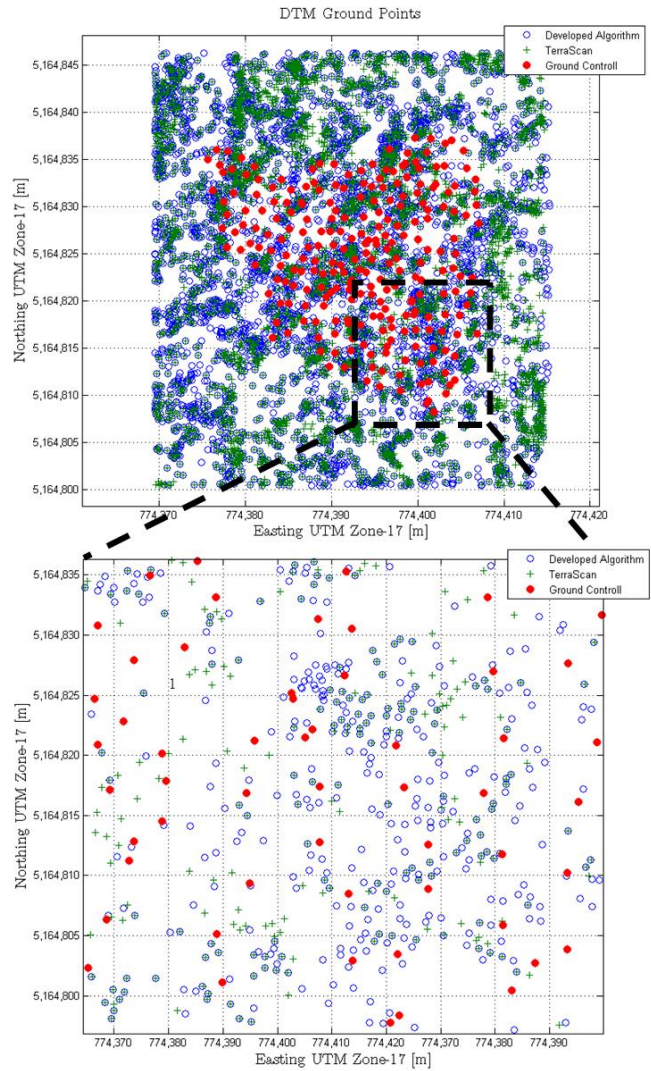 DTM Ground Points
Developed Algorithm
TerraScan
Ground Controll
5,164,845
5,164,840
5,164,835
5,164,830
5,164,825
5,164,820
5,164,815
5,164,810
5,164,805
5,164,800
Northing UTM Zone-17 [m]
774,370 774,380 774,390 774,400 774,410 774,420
Easting UTM Zone-17 [m]
Developed Algorithm
TerraScan
Ground Controll
5,164,835
5,164,830
5,164,825
5,164,820
5,164,815
5,164,810
5,164,805
5,164,800
1
Northing UTM Zone-17 [m]
774,370 774,380 774,390 774,400 774,410 774,420 774,370 774,380 774,390
Easting UTM Zone-17 [m]